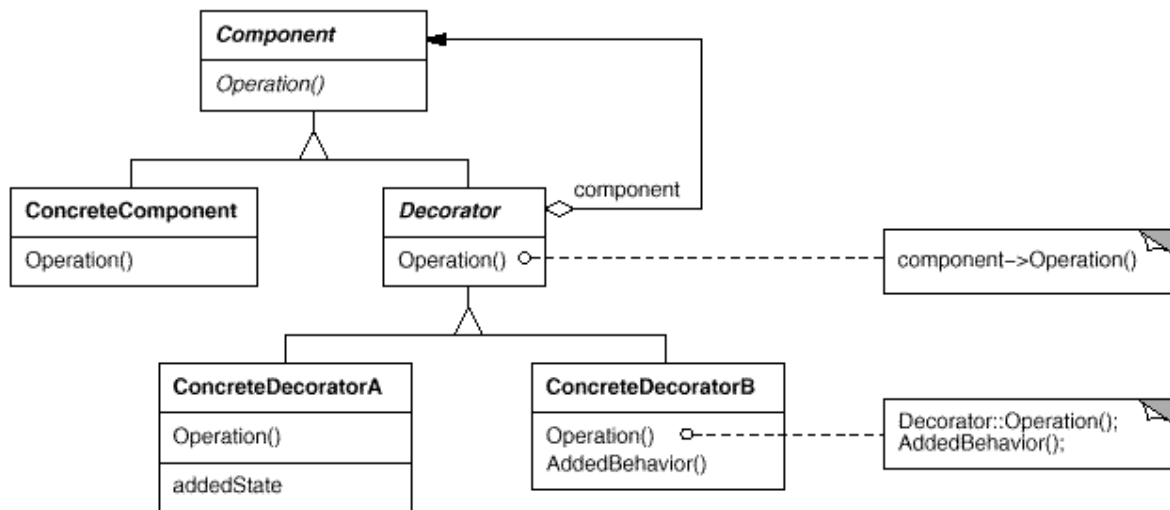 Component
Operation()
component
ConcreteComponent
Operation()
Decorator
Operation()
component->Operation()
ConcreteDecoratorA
Operation()
addedState
ConcreteDecoratorB
Operation()
AddedBehavior()
Decorator::Operation();
AddedBehavior();